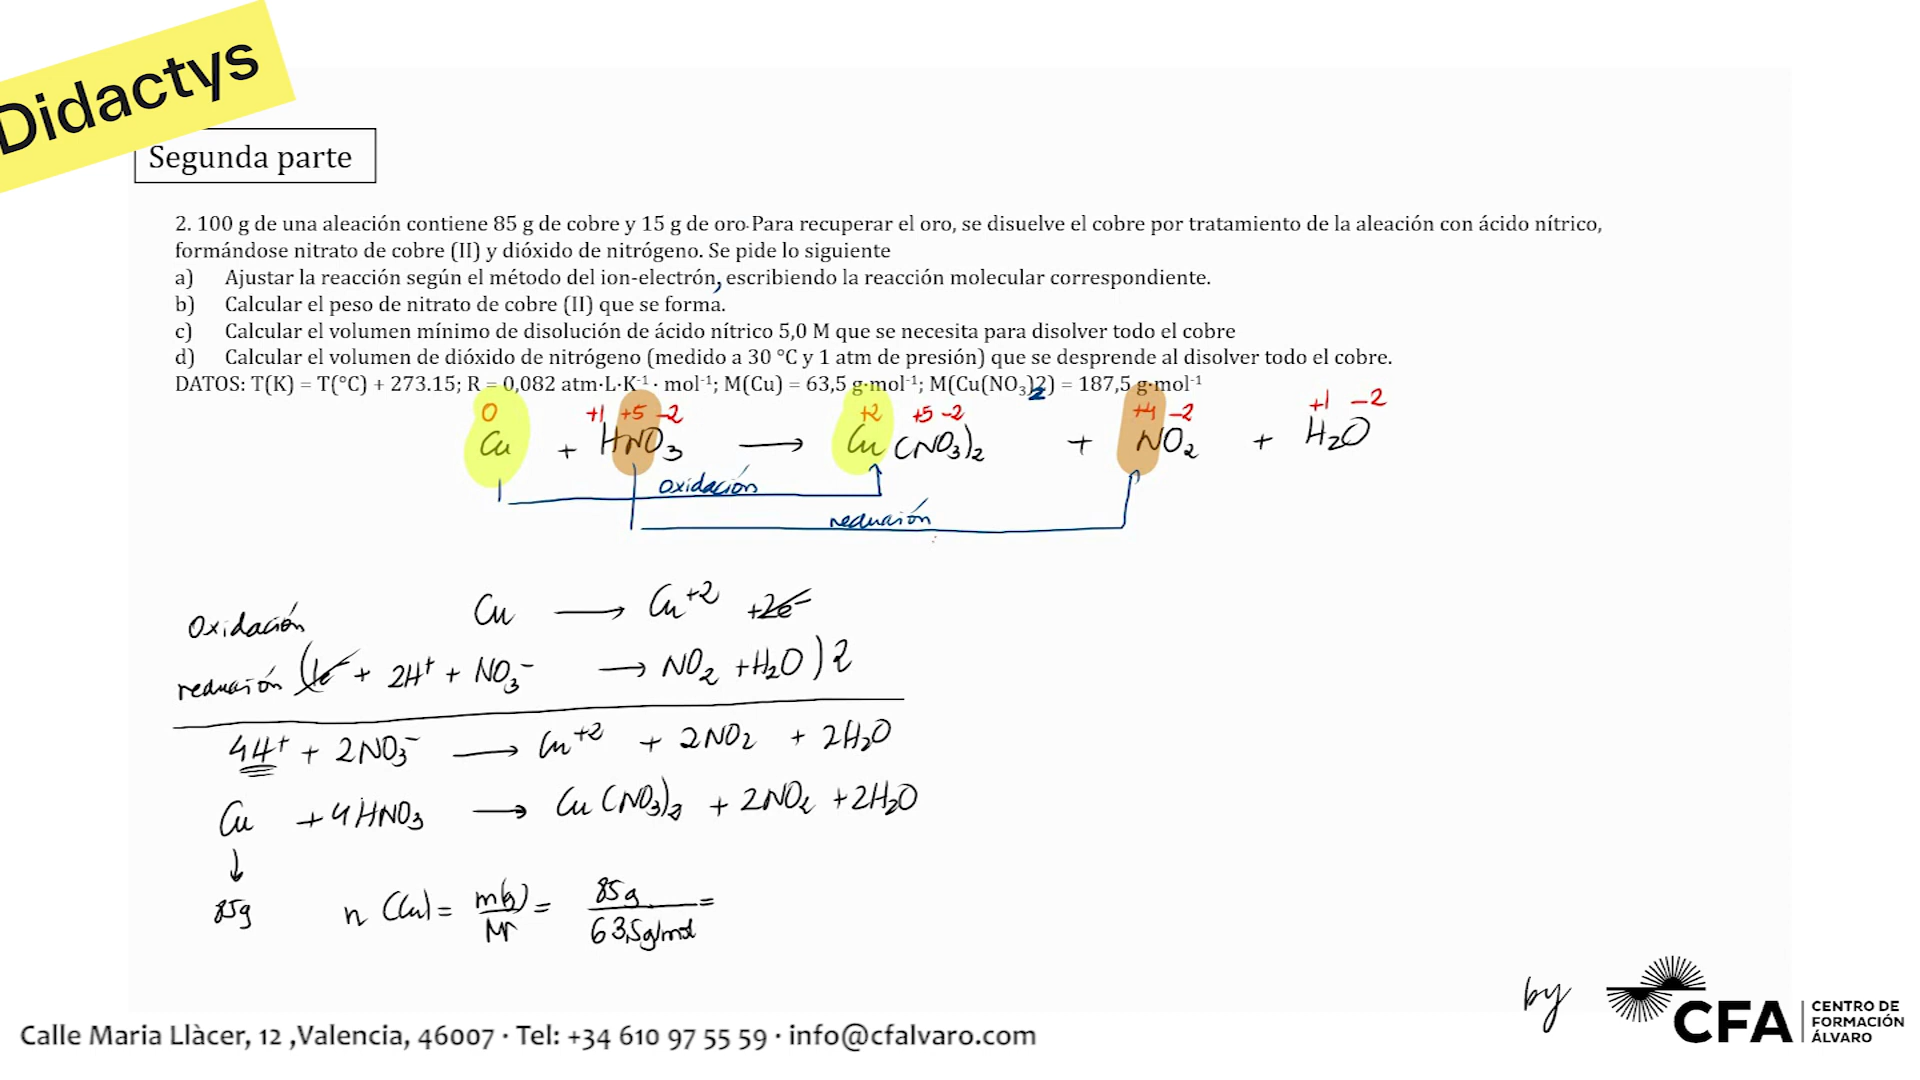 Didactys
Segunda parte
2. 100 g de una aleación contiene 85 g de cobre y 15 g de oro.Para recuperar el oro, se disuelve el cobre por tratamiento de la aleación con ácido nítrico,
formándose nitrato de cobre (II) y dióxido de nitrógeno. Se pide lo siguiente
a) Ajustar la reacción según el método del ion-electrón, escribiendo la reacción molecular correspondiente.
b) Calcular el peso de nitrato de cobre (II) que se forma.
c) Calcular el volumen mínimo de disolución de ácido nítrico 5,0 M que se necesita para disolver todo el cobre
d) Calcular el volumen de dióxido de nitrógeno (medido a 30 °C y 1 atm de presión) que se desprende al disolver todo el cobre.
DATOS: T(K) = T(°C) + 273.15; R = 0,082 atm·L·K⁻¹ · mol⁻¹; M(Cu) = 63,5 g·mol⁻¹; M(Cu(NO₃)2) = 187,5 g·mol⁻¹
0 +1 +5 -2 +2 +5 -2 +4 -2 +1 -2
Cu + HNO₃ ⟶ Cu(NO₃)₂ + NO₂ + H₂O
oxidación
reducción
Oxidación Cu ⟶ Cu⁺² +2e⁻
reducción (1e⁻ + 2H⁺ + NO₃⁻ ⟶ NO₂ + H₂O) 2
4H⁺ + 2NO₃⁻ ⟶ Cu⁺² + 2NO₂ + 2H₂O
Cu + 4HNO₃ ⟶ Cu(NO₃)₂ + 2NO₂ + 2H₂O
↓
85g n (Cu) = m(g)/Mr = 85g/63,5g/mol =
by
CFA CENTRO DE
FORMACIÓN
ÁLVARO
Calle Maria Llàcer, 12 ,Valencia, 46007 · Tel: +34 610 97 55 59 · info@cfalvaro.com